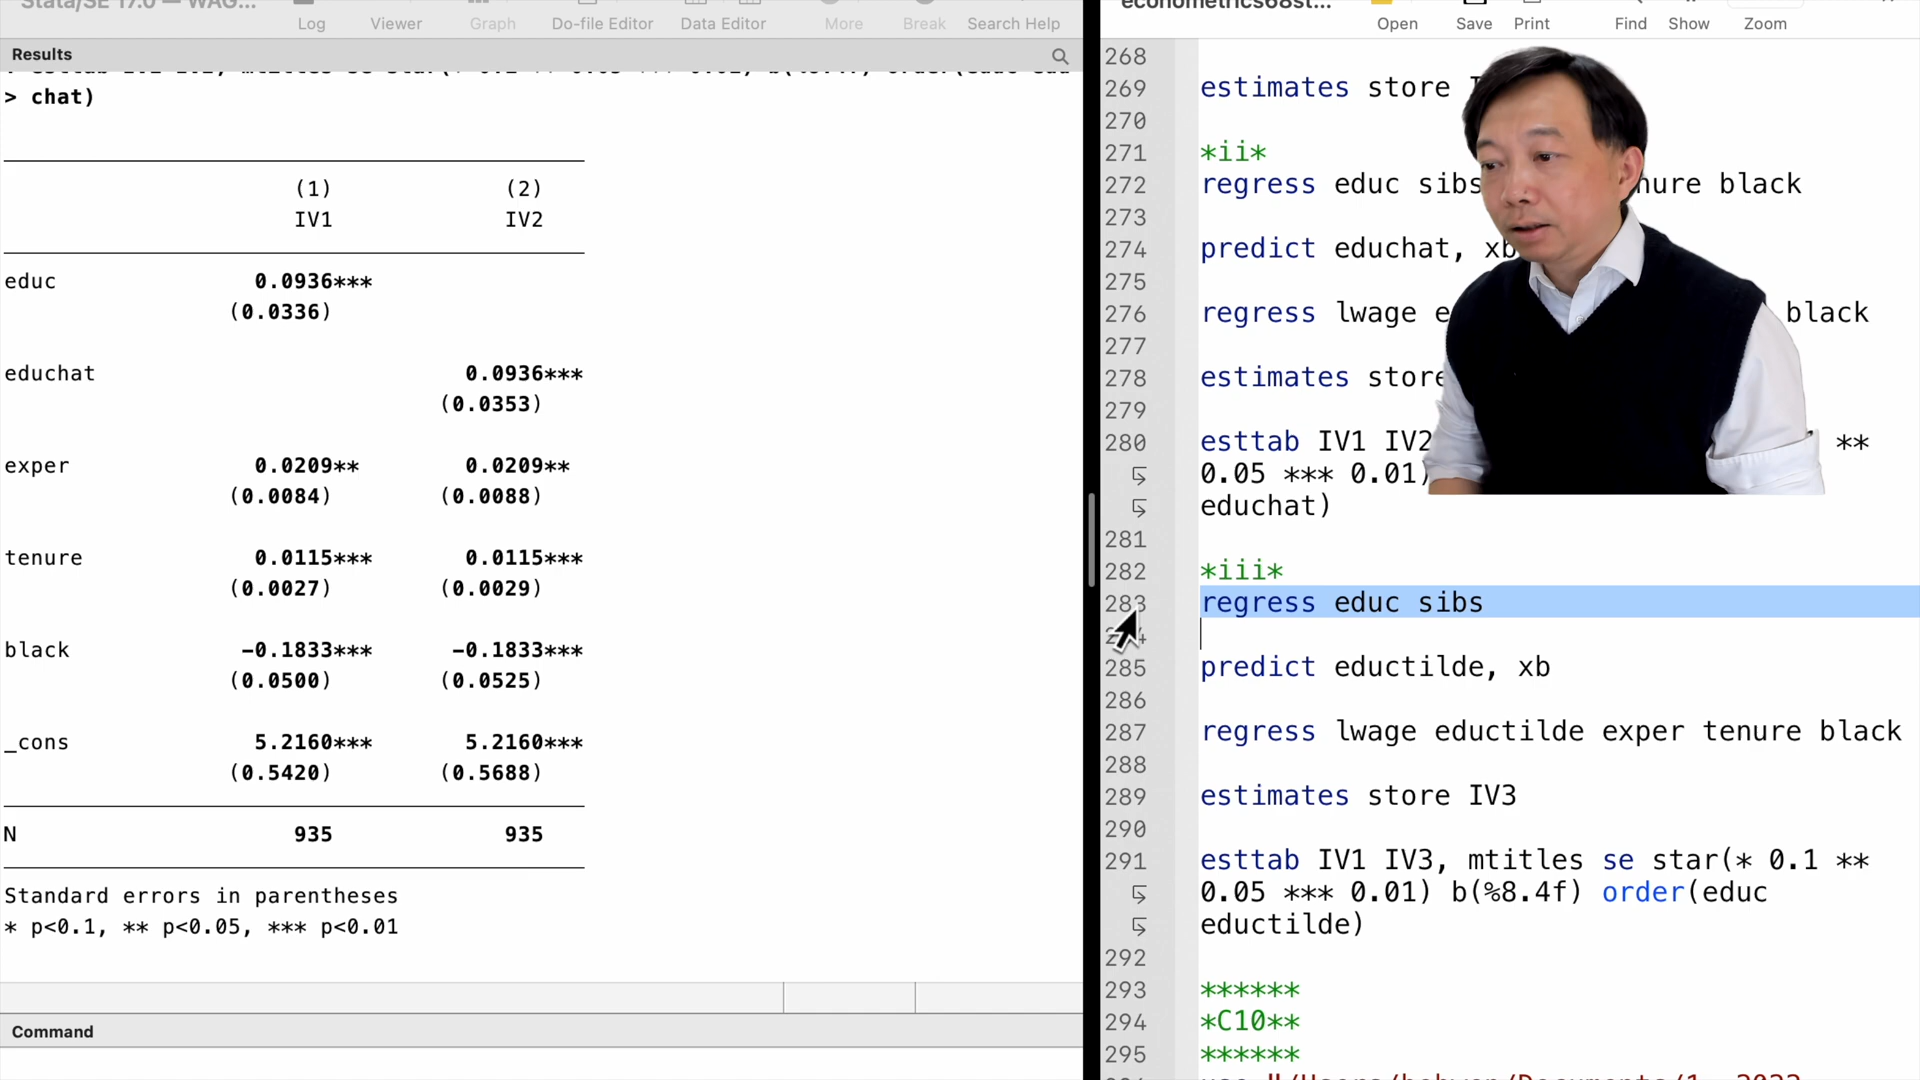 Stata/SE 17.0 — WAG...
Log Viewer Graph Do-file Editor Data Editor More Break Search Help
Results
> chat)
(1) (2)
IV1 IV2
educ 0.0936***
(0.0336)
educhat 0.0936***
(0.0353)
exper 0.0209** 0.0209**
(0.0084) (0.0088)
tenure 0.0115*** 0.0115***
(0.0027) (0.0029)
black -0.1833*** -0.1833***
(0.0500) (0.0525)
_cons 5.2160*** 5.2160***
(0.5420) (0.5688)
N 935 935
Standard errors in parentheses
* p<0.1, ** p<0.05, *** p<0.01
Command
econometrics68st...
Open Save Print Find Show Zoom
268
269 estimates store
270
271 *ii*
272 regress educ sibs nure black
273
274 predict educhat, xb
275
276 regress lwage e black
277
278 estimates store
279
280 esttab IV1 IV2 **
0.05 *** 0.01)
educhat)
281
282 *iii*
283 regress educ sibs
285 predict eductilde, xb
286
287 regress lwage eductilde exper tenure black
288
289 estimates store IV3
290
291 esttab IV1 IV3, mtitles se star(* 0.1 **
0.05 *** 0.01) b(%8.4f) order(educ
eductilde)
292
293 ******
294 *C10**
295 ******